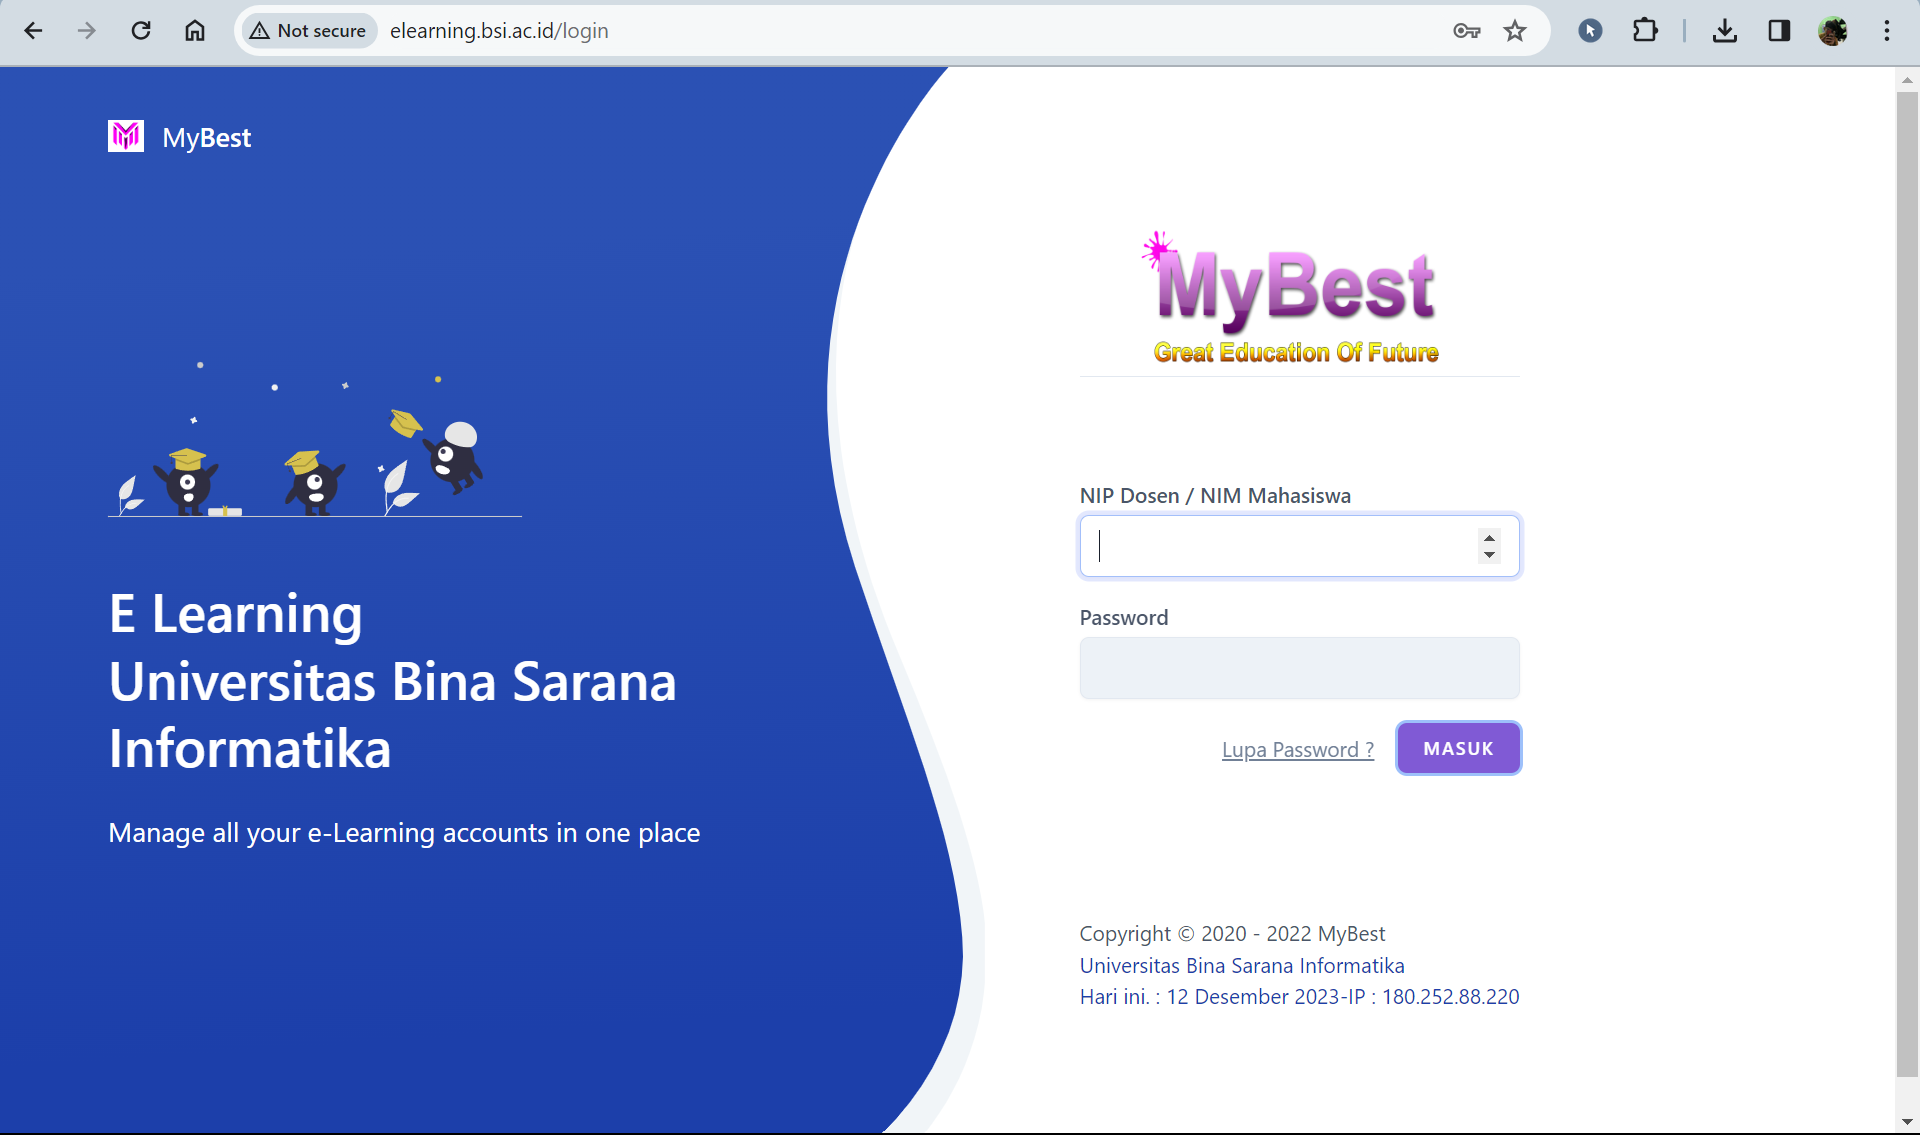 Not secure
elearning.bsi.ac.id/login
MyBest
E Learning
Universitas Bina Sarana
Informatika
Manage all your e-Learning accounts in one place
MyBest
Great Education Of Future
NIP Dosen / NIM Mahasiswa
Password
Lupa Password ?
MASUK
Copyright © 2020 - 2022 MyBest
Universitas Bina Sarana Informatika
Hari ini. : 12 Desember 2023-IP : 180.252.88.220